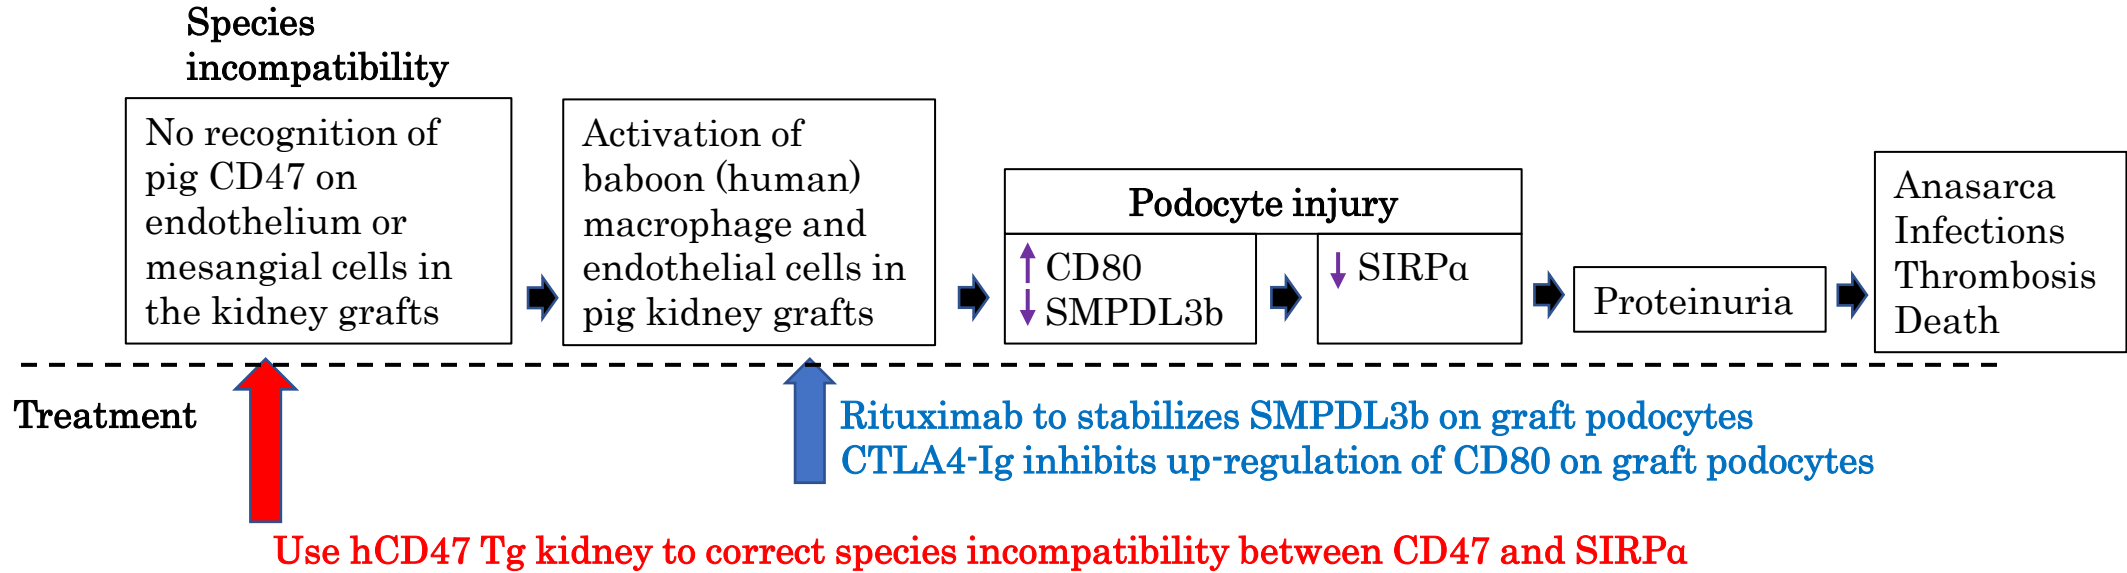 Species
incompatibility
No recognition of
pig CD47 on
endothelium or
mesangial cells in
the kidney grafts
Activation of
baboon (human)
macrophage and
endothelial cells in
pig kidney grafts
Podocyte injury
CD80
SMPDL3b
SIRPα
Proteinuria
Anasarca
Infections
Thrombosis
Death
Treatment
Rituximab to stabilizes SMPDL3b on graft podocytes
CTLA4-Ig inhibits up-regulation of CD80 on graft podocytes
Use hCD47 Tg kidney to correct species incompatibility between CD47 and SIRPα